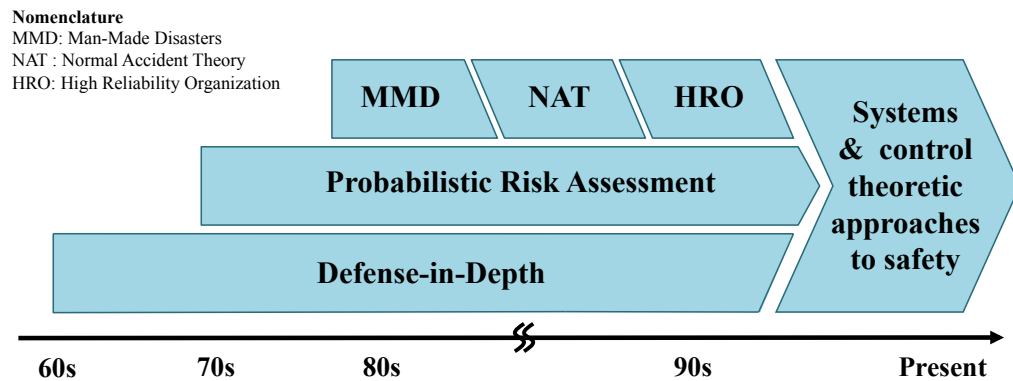 Nomenclature
MMD: Man-Made Disasters
NAT : Normal Accident Theory
HRO: High Reliability Organization
MMD
NAT
HRO
Systems
& control
theoretic
approaches
to safety
Probabilistic Risk Assessment
Defense-in-Depth
60s
70s
80s
90s
Present